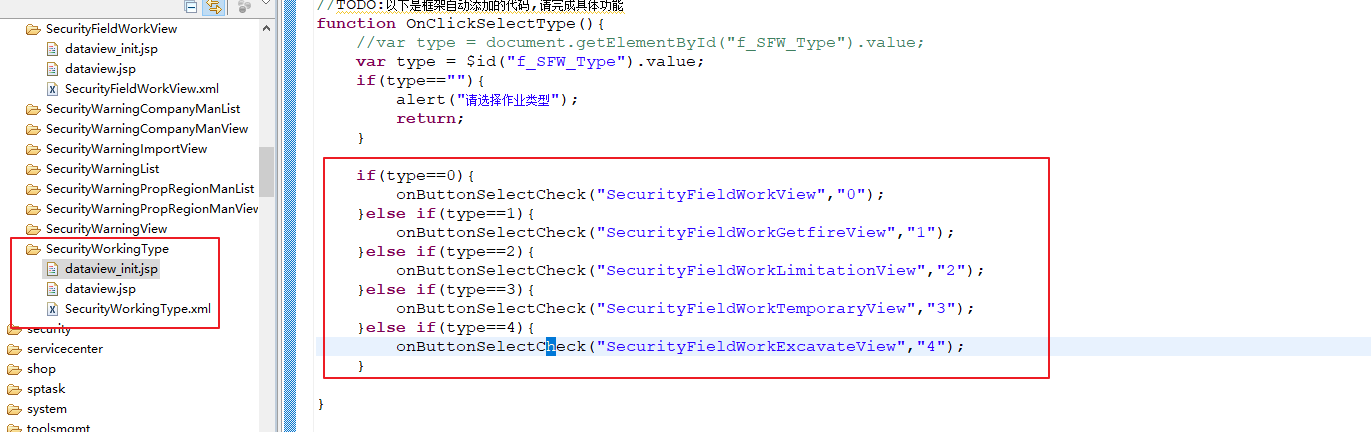 SecurityFieldWorkView
dataview_init.jsp
dataview.jsp
SecurityFieldWorkView.xml
SecurityWarningCompanyManList
SecurityWarningCompanyManView
SecurityWarningImportView
SecurityWarningList
SecurityWarningPropRegionManList
SecurityWarningPropRegionManView
SecurityWarningView
SecurityWorkingType
dataview_init.jsp
dataview.jsp
SecurityWorkingType.xml
security
servicecenter
shop
sptask
system
toolsmgmt
//TODO:以下是框架自动添加的代码,请完成具体功能
function OnClickSelectType(){
//var type = document.getElementById("f_SFW_Type").value;
var type = $id("f_SFW_Type").value;
if(type==""){
alert("请选择作业类型");
return;
}
if(type==0){
onButtonSelectCheck("SecurityFieldWorkView","0");
}else if(type==1){
onButtonSelectCheck("SecurityFieldWorkGetfireView","1");
}else if(type==2){
onButtonSelectCheck("SecurityFieldWorkLimitationView","2");
}else if(type==3){
onButtonSelectCheck("SecurityFieldWorkTemporaryView","3");
}else if(type==4){
onButtonSelectCheck("SecurityFieldWorkExcavateView","4");
}
}